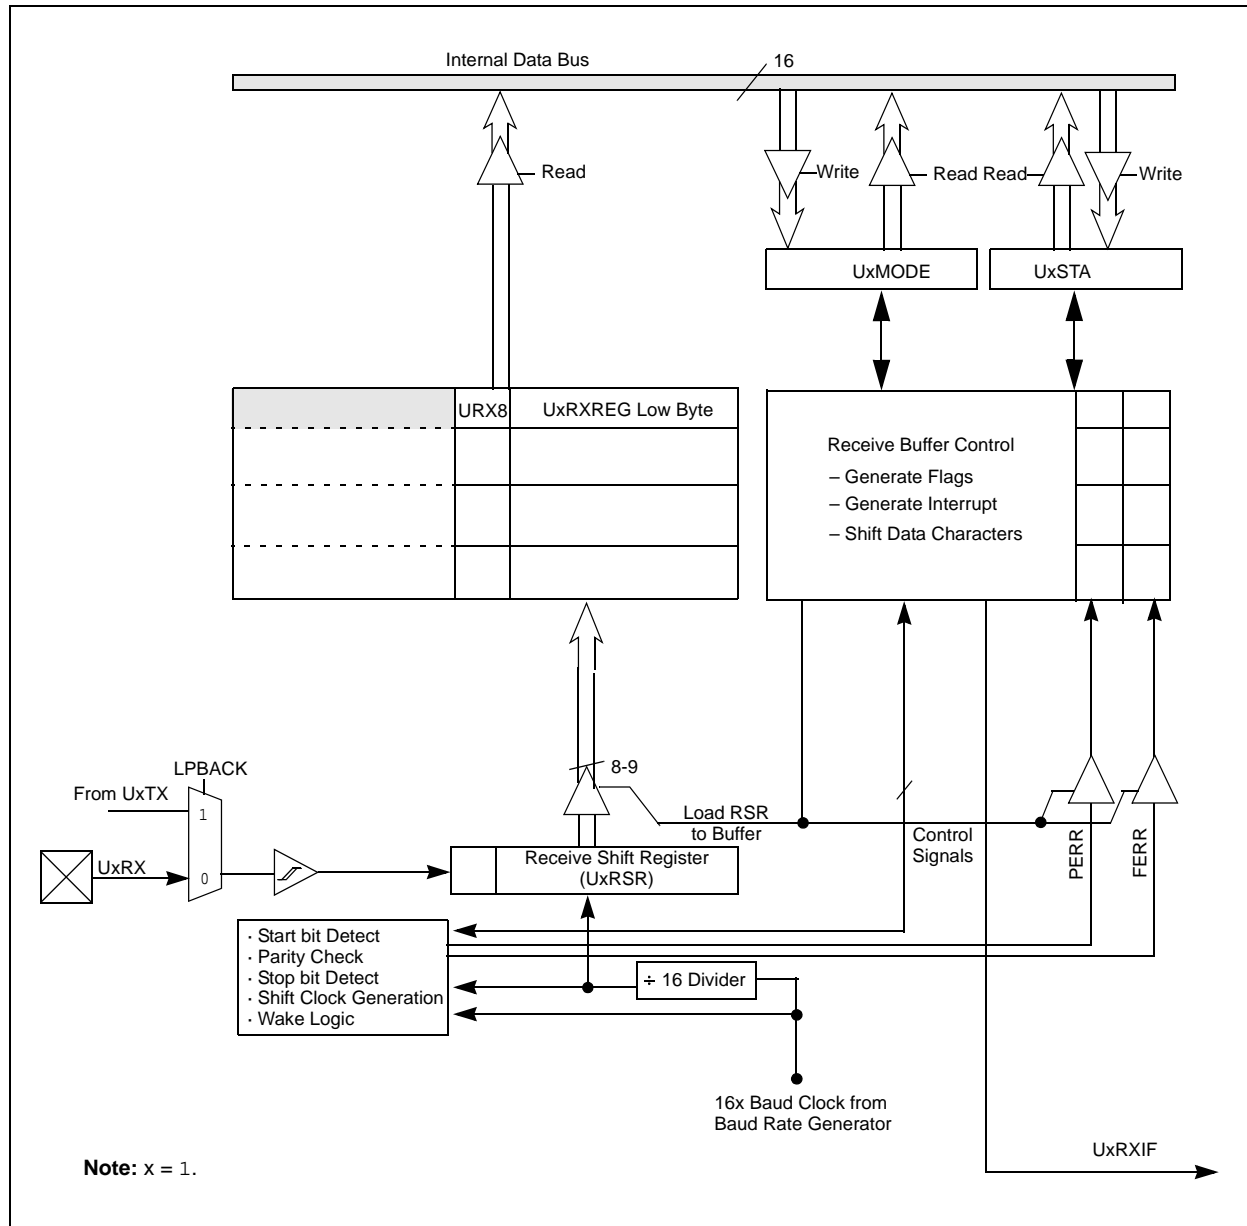 Internal Data Bus
16
Read
Write
Read Read
Write
UxMODE
UxSTA
URX8
UxRXREG Low Byte
Receive Buffer Control
– Generate Flags
– Generate Interrupt
– Shift Data Characters
8-9
LPBACK
From UxTX
1
Load RSR
to Buffer
Control
Signals
PERR
FERR
UxRX
0
Receive Shift Register
(UxRSR)
· Start bit Detect
· Parity Check
· Stop bit Detect
· Shift Clock Generation
· Wake Logic
÷ 16 Divider
16x Baud Clock from
Baud Rate Generator
UxRXIF
Note: x = 1.